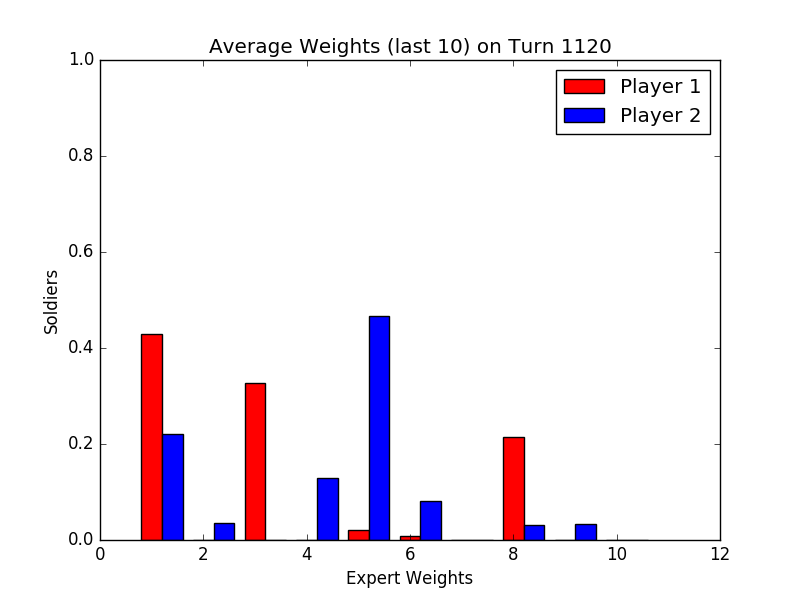 Average Weights (last 10) on Turn 1120
Player 1
Player 2
1.0
0.8
0.6
0.4
0.2
0.0
Soldiers
0 2 4 6 8 10 12
Expert Weights